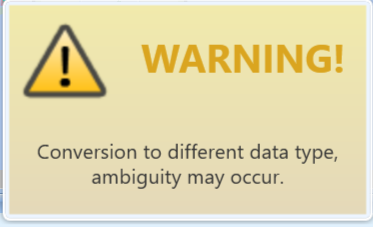 WARNING!
Conversion to different data type,
ambiguity may occur.